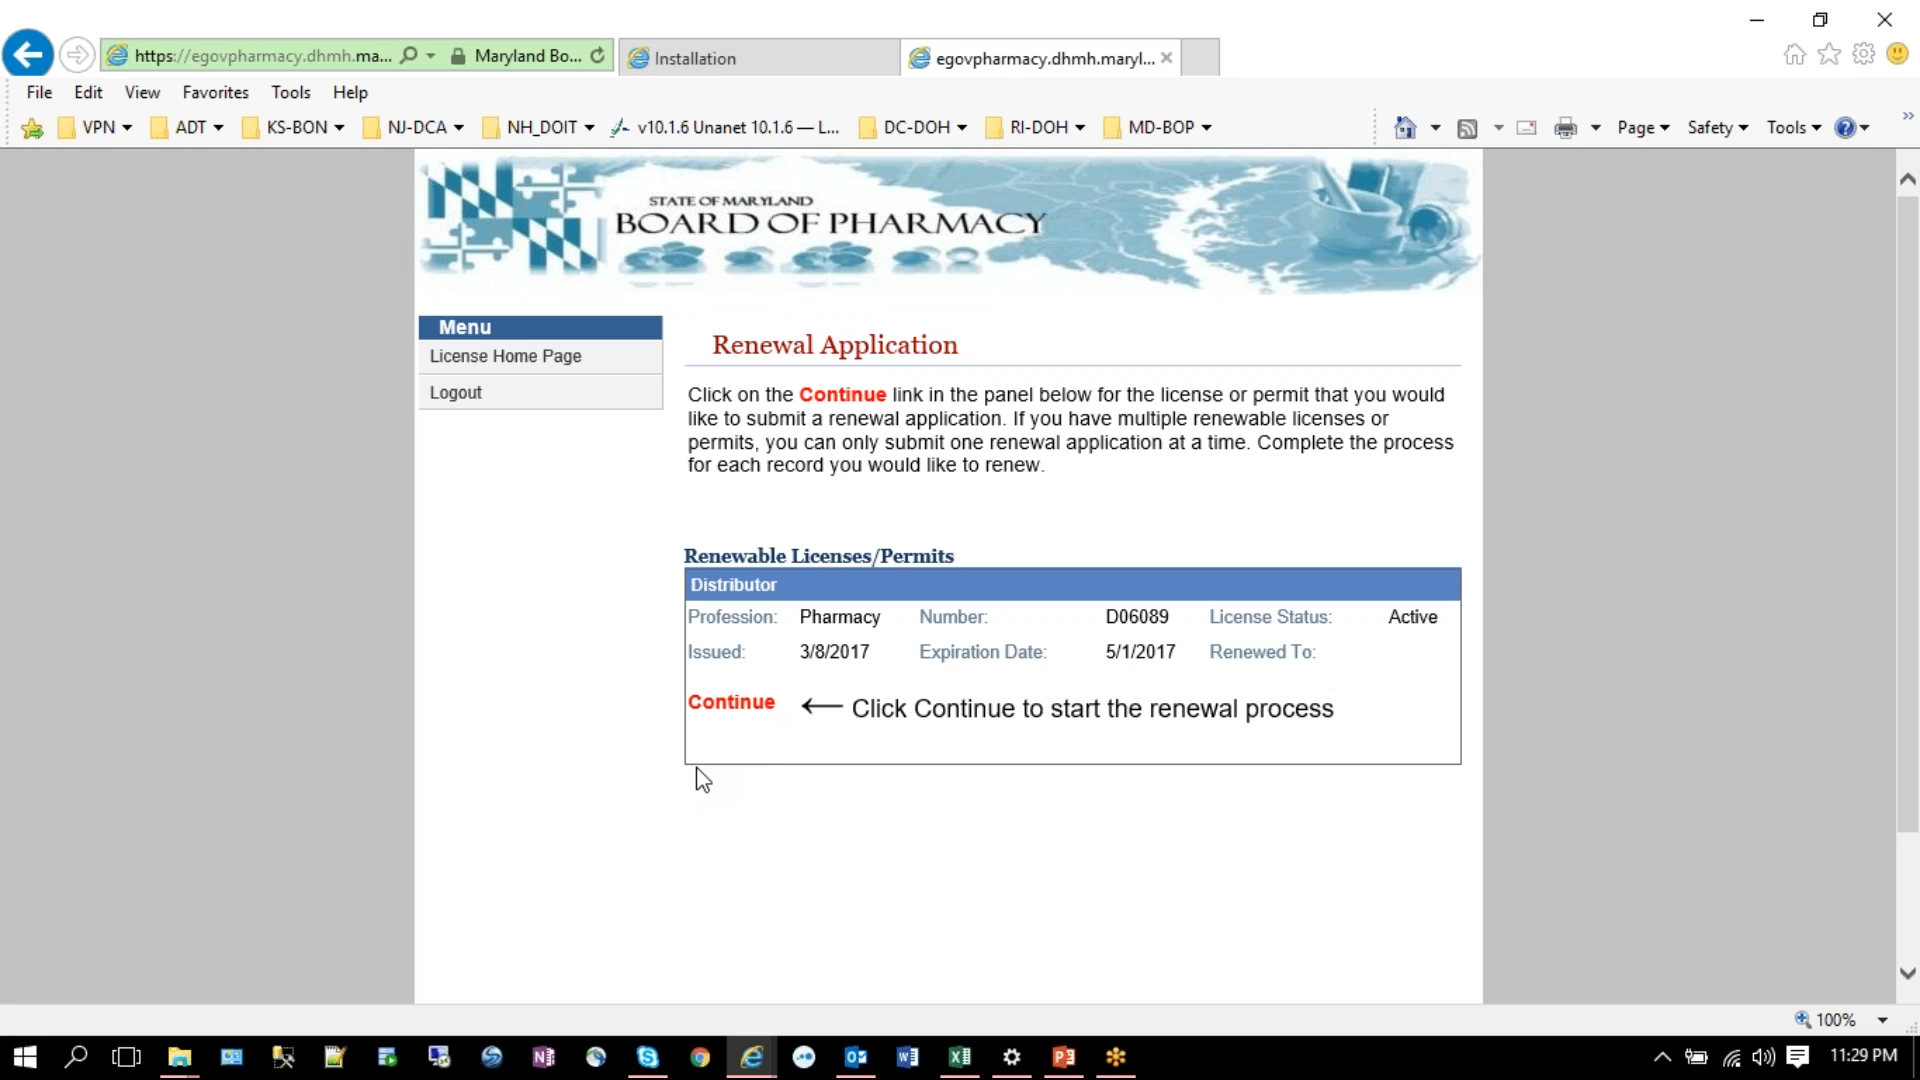 https://egovpharmacy.dhmh.ma...
Maryland Bo...
Installation
egovpharmacy.dhmh.maryl...
File Edit View Favorites Tools Help
VPN ADT KS-BON NJ-DCA NH_DOIT v10.1.6 Unanet 10.1.6 — L... DC-DOH RI-DOH MD-BOP
Page Safety Tools
STATE OF MARYLAND
BOARD OF PHARMACY
Menu
License Home Page
Logout
Renewal Application
Click on the Continue link in the panel below for the license or permit that you would
like to submit a renewal application. If you have multiple renewable licenses or
permits, you can only submit one renewal application at a time. Complete the process
for each record you would like to renew.
Renewable Licenses/Permits
Distributor
Profession: Pharmacy Number: D06089 License Status: Active
Issued: 3/8/2017 Expiration Date: 5/1/2017 Renewed To:
Continue ← Click Continue to start the renewal process
100%
11:29 PM